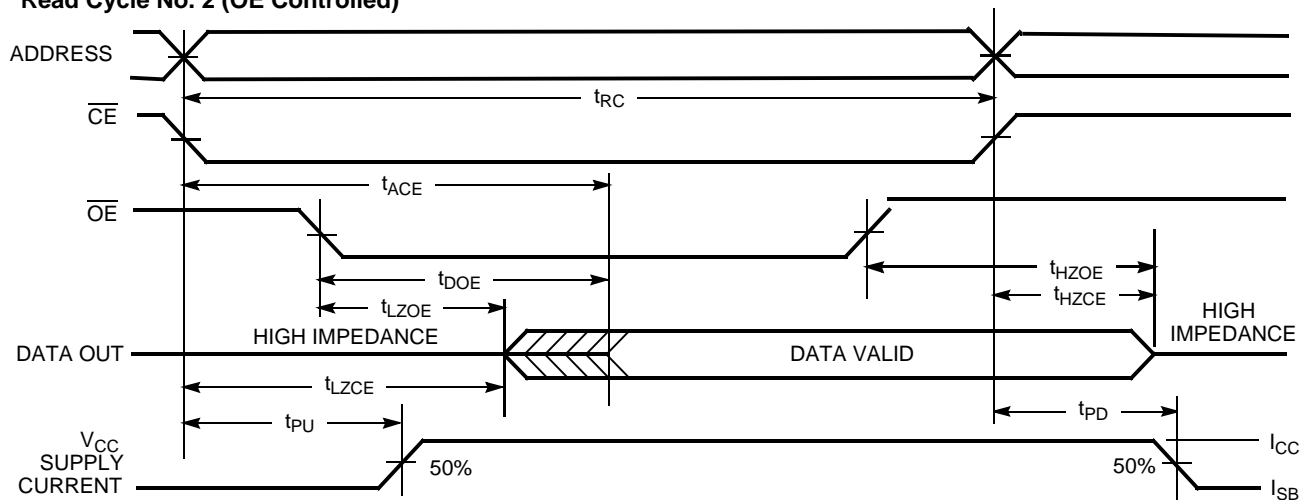 Read Cycle No. 2 (OE Controlled)
ADDRESS
tRC
CE
tACE
OE
tDOE
tHZOE
tLZOE
tHZCE
HIGH IMPEDANCE
HIGH
IMPEDANCE
DATA OUT
DATA VALID
tLZCE
tPU
tPD
VCC
SUPPLY
CURRENT
50%
50%
ICC
ISB